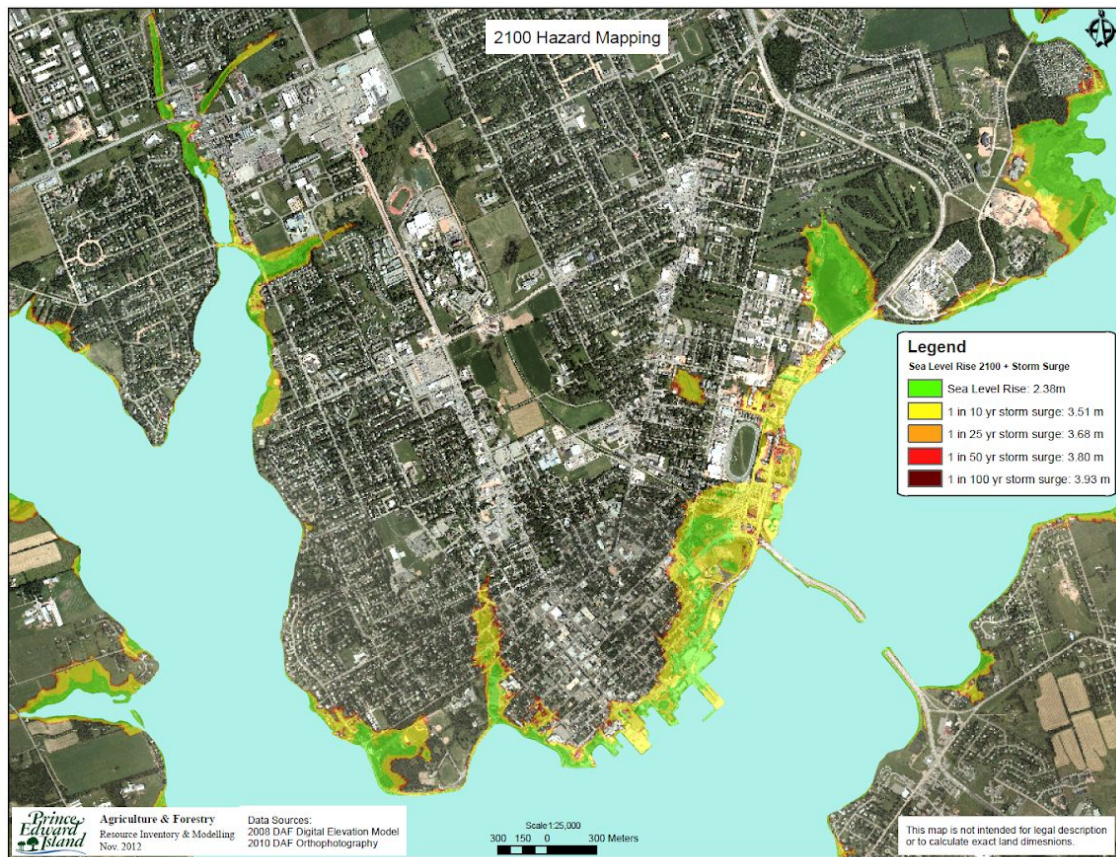 2100 Hazard Mapping
Legend
Sea Level Rise 2100 + Storm Surge
Sea Level Rise: 2.38m
1 in 10 yr storm surge: 3.51 m
1 in 25 yr storm surge: 3.68 m
1 in 50 yr storm surge: 3.80 m
1 in 100 yr storm surge: 3.93 m
Prince
Edward
Island
Agriculture & Forestry
Resource Inventory & Modelling
Nov. 2012
Data Sources:
2008 DAF Digital Elevation Model
2010 DAF Orthophotography
Scale1:25,000
300 150 0 300 Meters
This map is not intended for legal description
or to calculate exact land dimesnions.